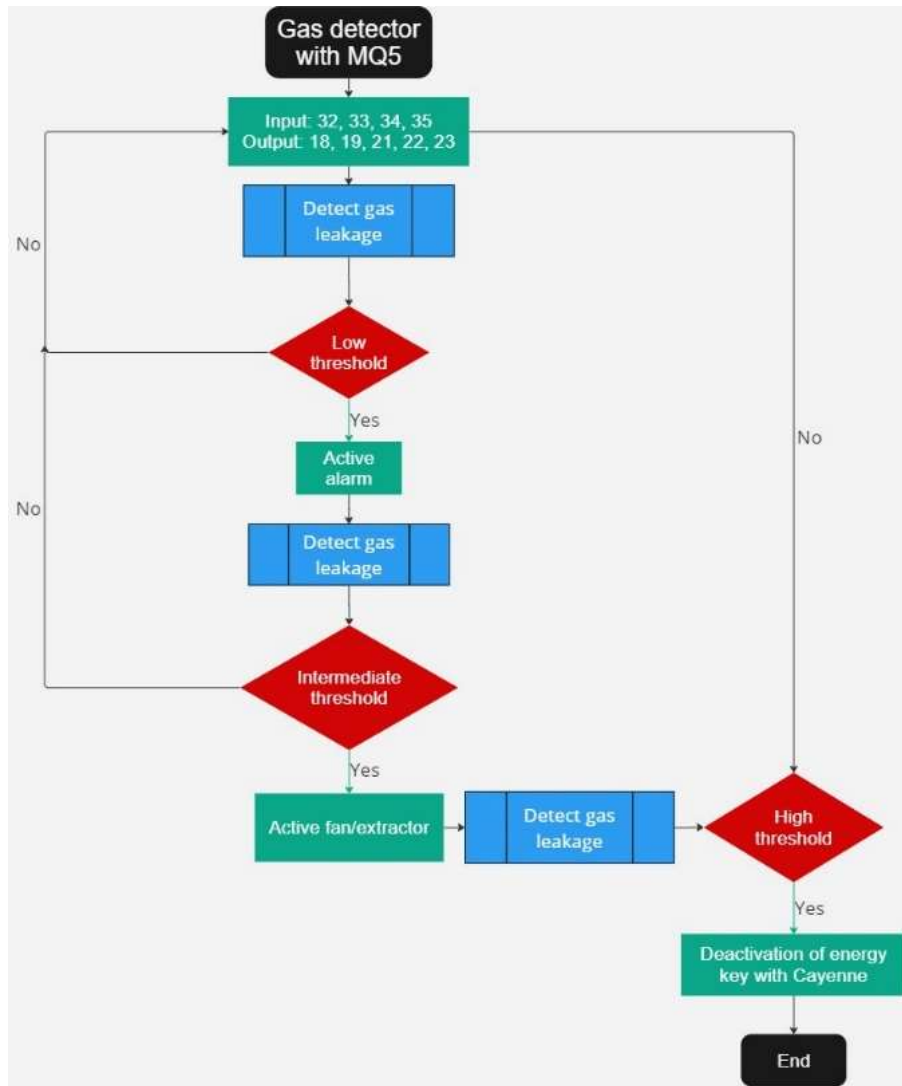 Gas detector
with MQ5
Input: 32, 33, 34, 35
Output: 18, 19, 21, 22, 23
Detect gas
leakage
No
Low
threshold
Yes
Active
alarm
No
No
Detect gas
leakage
Intermediate
threshold
Yes
Active fan/extractor
Detect gas
leakage
High
threshold
Yes
Deactivation of energy
key with Cayenne
End